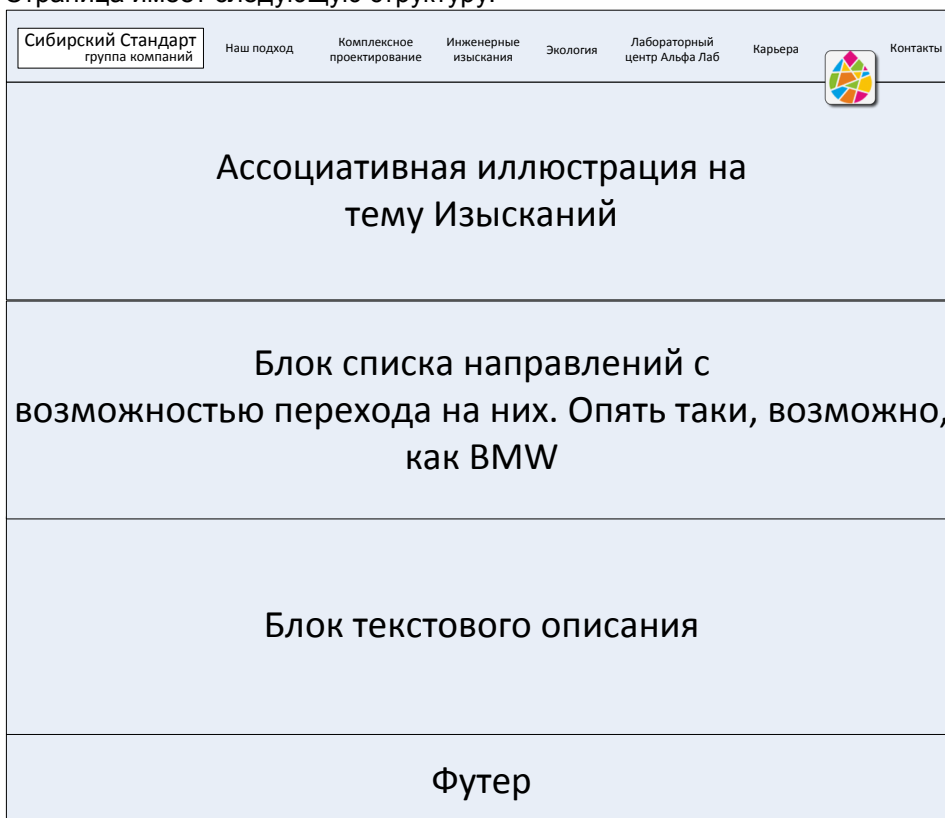 Страница имеет следующую структуру:
Сибирский Стандарт
группа компаний
Наш подход
Комплексное
проектирование
Инженерные
изыскания
Экология
Лабораторный
центр Альфа Лаб
Карьера
Контакты
Ассоциативная иллюстрация на
тему Изысканий
Блок списка направлений с
возможностью перехода на них. Опять таки, возможно,
как BMW
Блок текстового описания
Футер